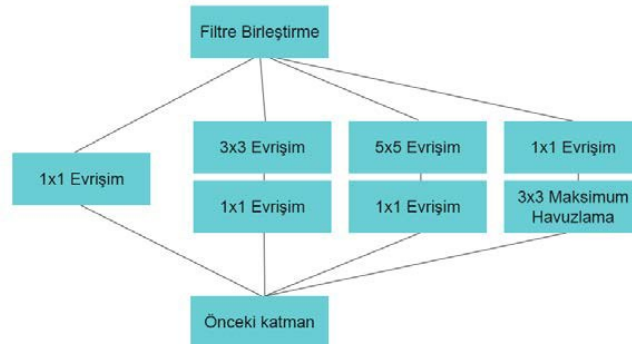 Filtre Birleştirme
3x3 Evrişim
5x5 Evrişim
1x1 Evrişim
1x1 Evrişim
1x1 Evrişim
1x1 Evrişim
3x3 Maksimum
Havuzlama
Önceki katman